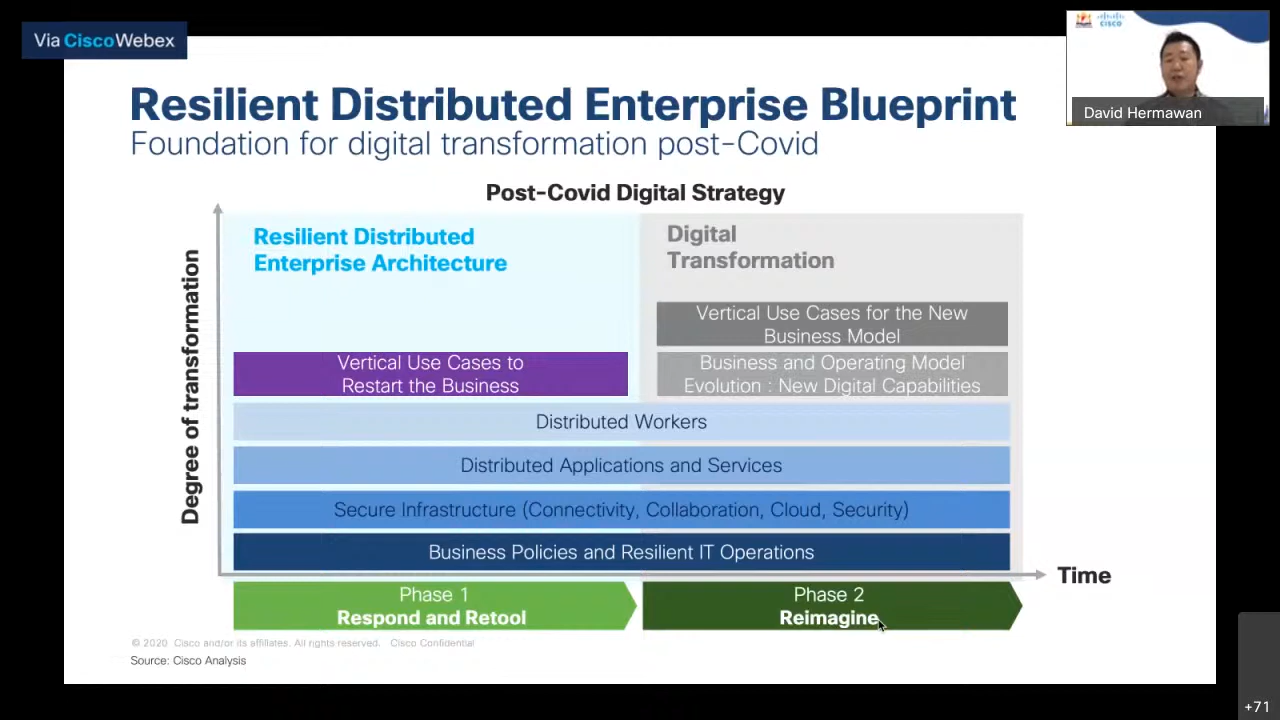 Via Cisco Webex
CISCO
David Hermawan
Resilient Distributed Enterprise Blueprint
Foundation for digital transformation post-Covid
Post-Covid Digital Strategy
Degree of transformation
Resilient Distributed
Enterprise Architecture
Digital
Transformation
Vertical Use Cases for the New
Business Model
Vertical Use Cases to
Restart the Business
Business and Operating Model
Evolution : New Digital Capabilities
Distributed Workers
Distributed Applications and Services
Secure Infrastructure (Connectivity, Collaboration, Cloud, Security)
Business Policies and Resilient IT Operations
Time
Phase 1
Respond and Retool
Phase 2
Reimagine
© 2020 Cisco and/or its affiliates. All rights reserved. Cisco Confidential
Source: Cisco Analysis
+71